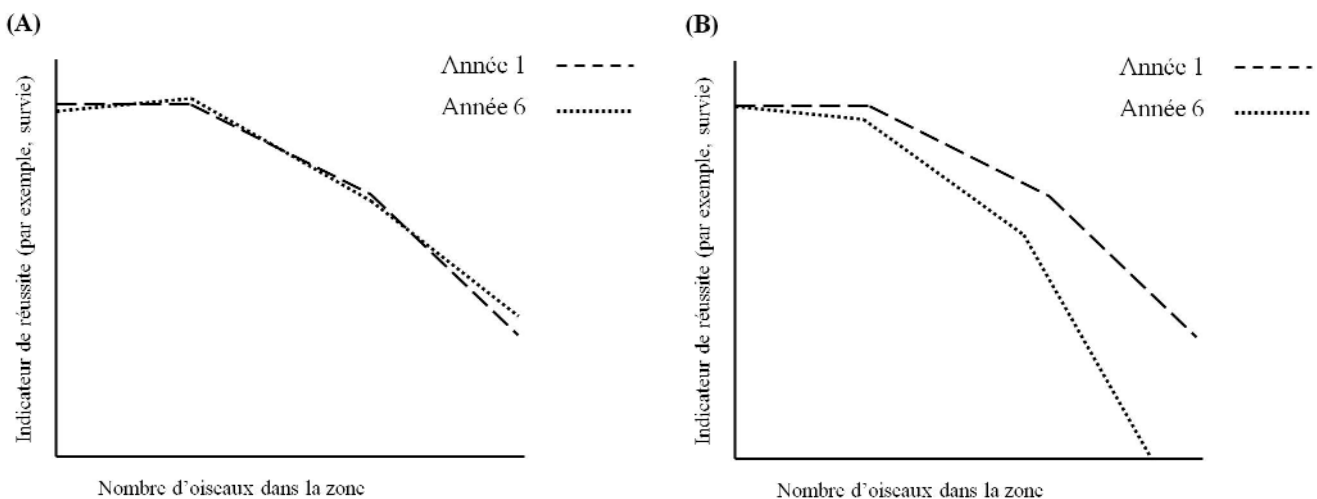 (A)
Année 1
Année 6
Indicateur de réussite (par exemple, survie)
Nombre d'oiseaux dans la zone
(B)
Année 1
Année 6
Indicateur de réussite (par exemple, survie)
Nombre d'oiseaux dans la zone